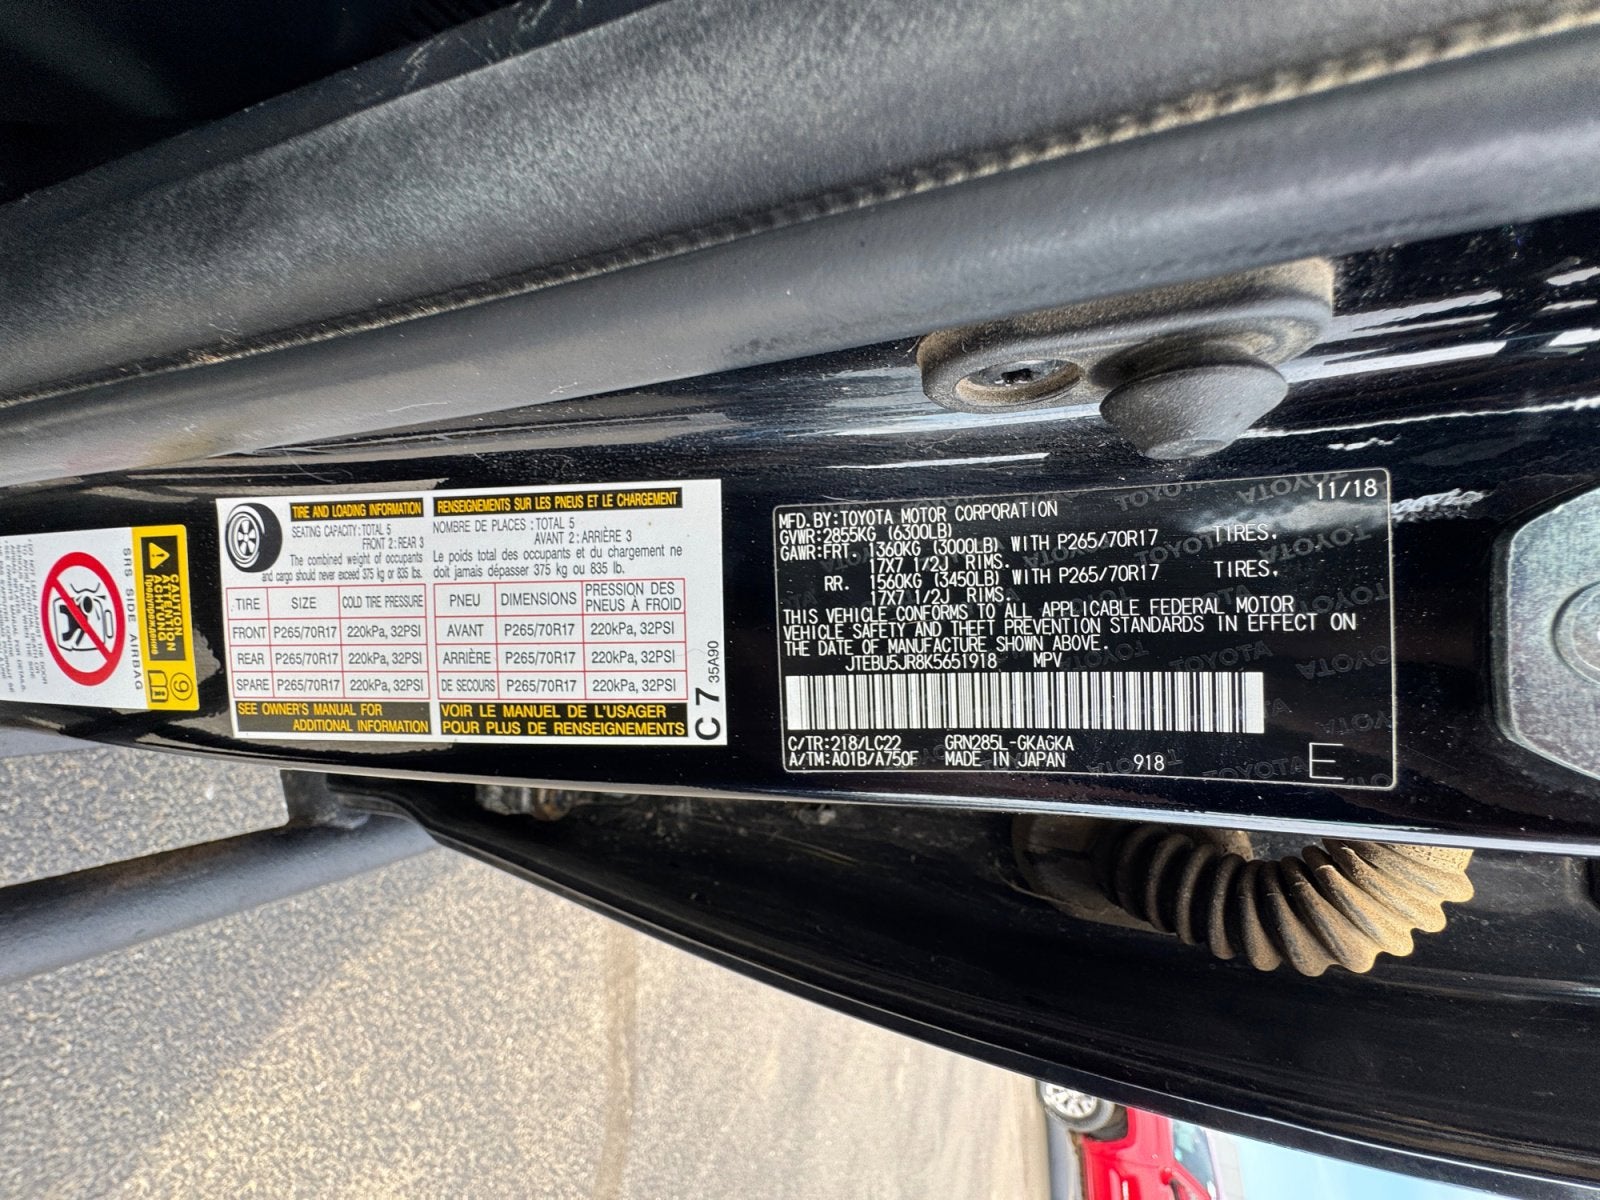 CAUTION
ATTENTION
ACHTUNG
Предупреждение
SRS SIDE AIRBAG
TIRE AND LOADING INFORMATION
SEATING CAPACITY:TOTAL 5
FRONT 2:REAR 3
The combined weight of occupants
and cargo should never exceed 375 kg or 835 lbs.
TIRE SIZE COLD TIRE PRESSURE
FRONT P265/70R17 220kPa, 32PSI
REAR P265/70R17 220kPa, 32PSI
SPARE P265/70R17 220kPa, 32PSI
SEE OWNER'S MANUAL FOR
ADDITIONAL INFORMATION
RENSEIGNEMENTS SUR LES PNEUS ET LE CHARGEMENT
NOMBRE DE PLACES :TOTAL 5
AVANT 2:ARRIÈRE 3
Le poids total des occupants et du chargement ne
doit jamais dépasser 375 kg ou 835 lb.
PNEU DIMENSIONS PRESSION DES
PNEUS À FROID
AVANT P265/70R17 220kPa, 32PSI
ARRIÈRE P265/70R17 220kPa, 32PSI
DE SECOURS P265/70R17 220kPa, 32PSI
VOIR LE MANUEL DE L'USAGER
POUR PLUS DE RENSEIGNEMENTS
C 7 35A90
11/18
MFD.BY:TOYOTA MOTOR CORPORATION
GVWR:2855KG (6300LB)
GAWR:FRT. 1360KG (3000LB) WITH P265/70R17 TIRES,
17X7 1/2J RIMS.
RR. 1560KG (3450LB) WITH P265/70R17 TIRES,
17X7 1/2J RIMS.
THIS VEHICLE CONFORMS TO ALL APPLICABLE FEDERAL MOTOR
VEHICLE SAFETY AND THEFT PREVENTION STANDARDS IN EFFECT ON
THE DATE OF MANUFACTURE SHOWN ABOVE.
JTEBU5JR8K5651918 MPV
C/TR:218/LC22 GRN285L-GKAGKA
A/TM:A01B/A750F MADE IN JAPAN 918 E